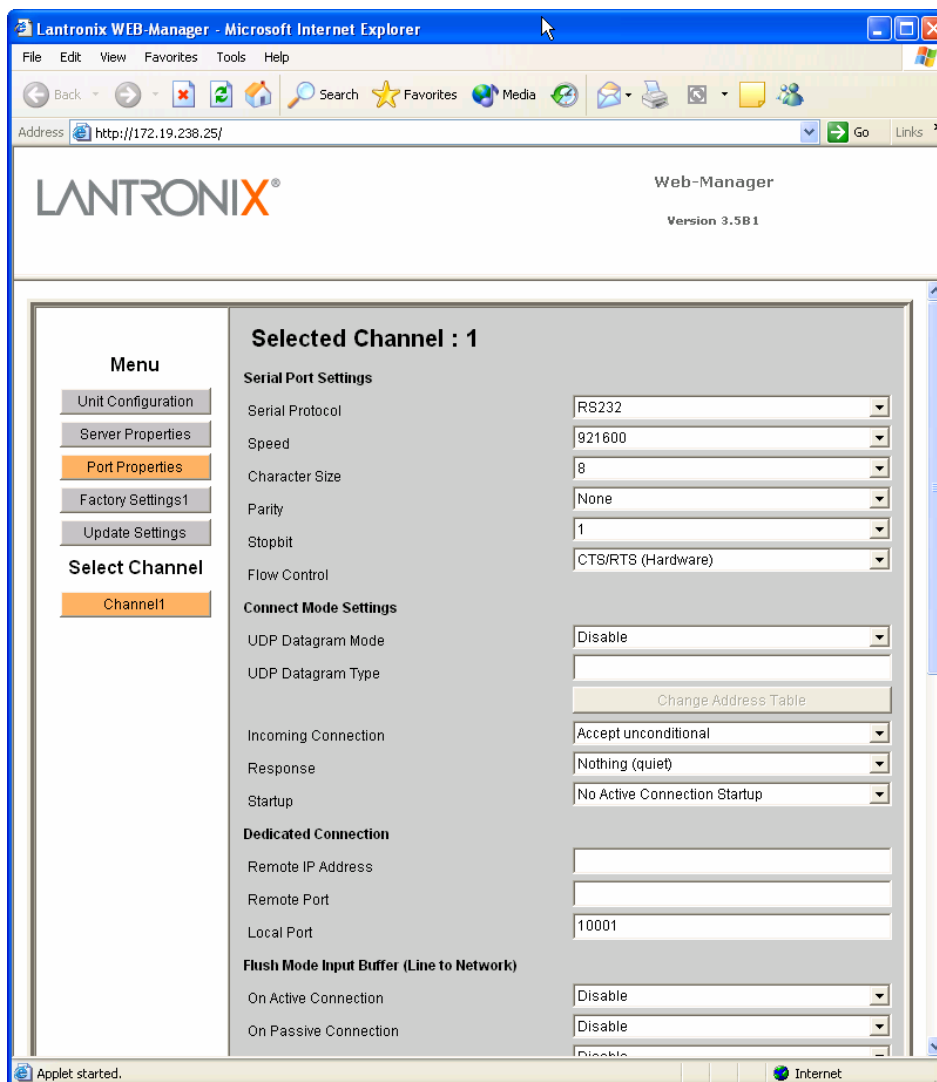 Lantronix WEB-Manager - Microsoft Internet Explorer
File Edit View Favorites Tools Help
Back Search Favorites Media
Address http://172.19.238.25/ Go Links
LANTRONIX®
Web-Manager
Version 3.5B1
Menu
Unit Configuration
Server Properties
Port Properties
Factory Settings1
Update Settings
Select Channel
Channel1
Selected Channel : 1
Serial Port Settings
Serial Protocol RS232
Speed 921600
Character Size 8
Parity None
Stopbit 1
Flow Control CTS/RTS (Hardware)
Connect Mode Settings
UDP Datagram Mode Disable
UDP Datagram Type
Change Address Table
Incoming Connection Accept unconditional
Response Nothing (quiet)
Startup No Active Connection Startup
Dedicated Connection
Remote IP Address
Remote Port
Local Port 10001
Flush Mode Input Buffer (Line to Network)
On Active Connection Disable
On Passive Connection Disable
Applet started. Internet